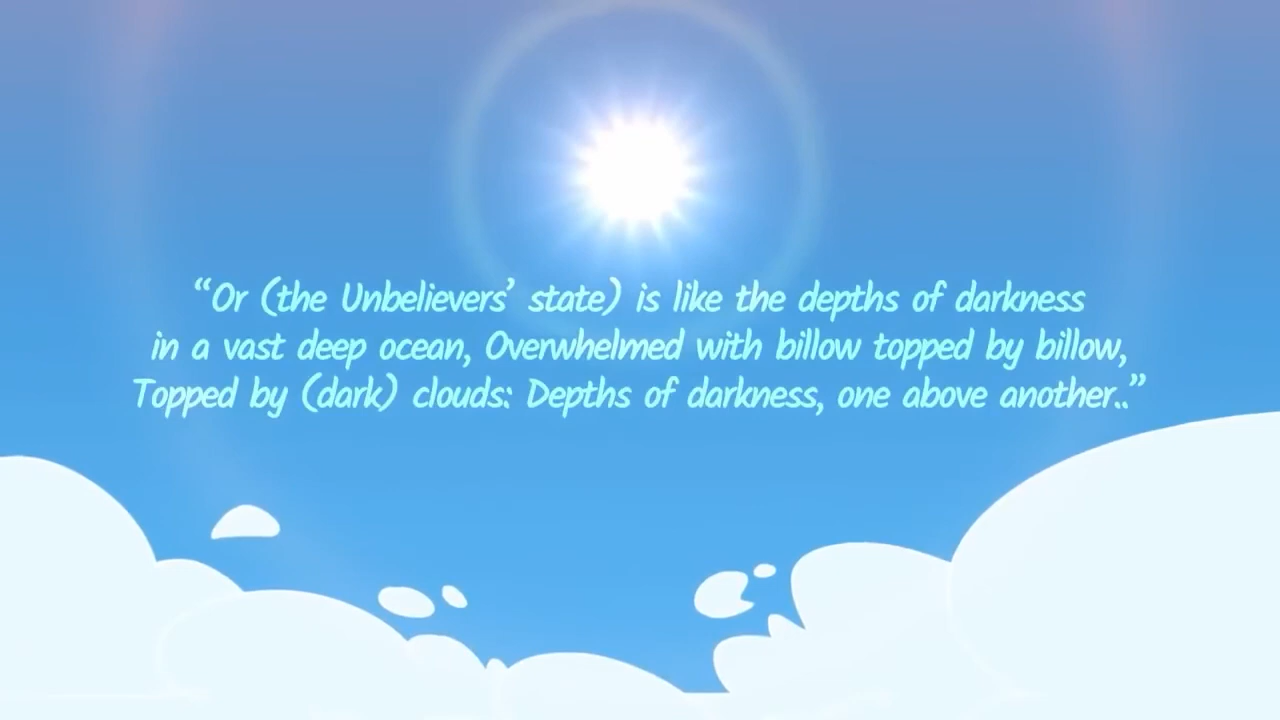 “Or (the Unbelievers’ state) is like the depths of darkness
in a vast deep ocean, Overwhelmed with billow topped by billow,
Topped by (dark) clouds: Depths of darkness, one above another..”